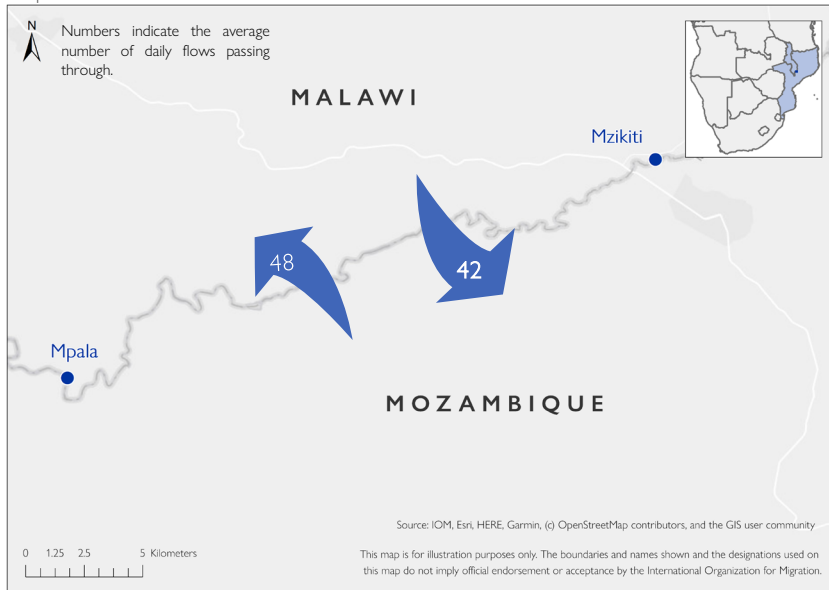 N
Numbers indicate the average
number of daily flows passing
through.
MALAWI
Mzikiti
48
42
Mpala
MOZAMBIQUE
Source: IOM, Esri, HERE, Garmin, (c) OpenStreetMap contributors, and the GIS user community
0 1.25 2.5 5 Kilometers
This map is for illustration purposes only. The boundaries and names shown and the designations used on
this map do not imply official endorsement or acceptance by the International Organization for Migration.